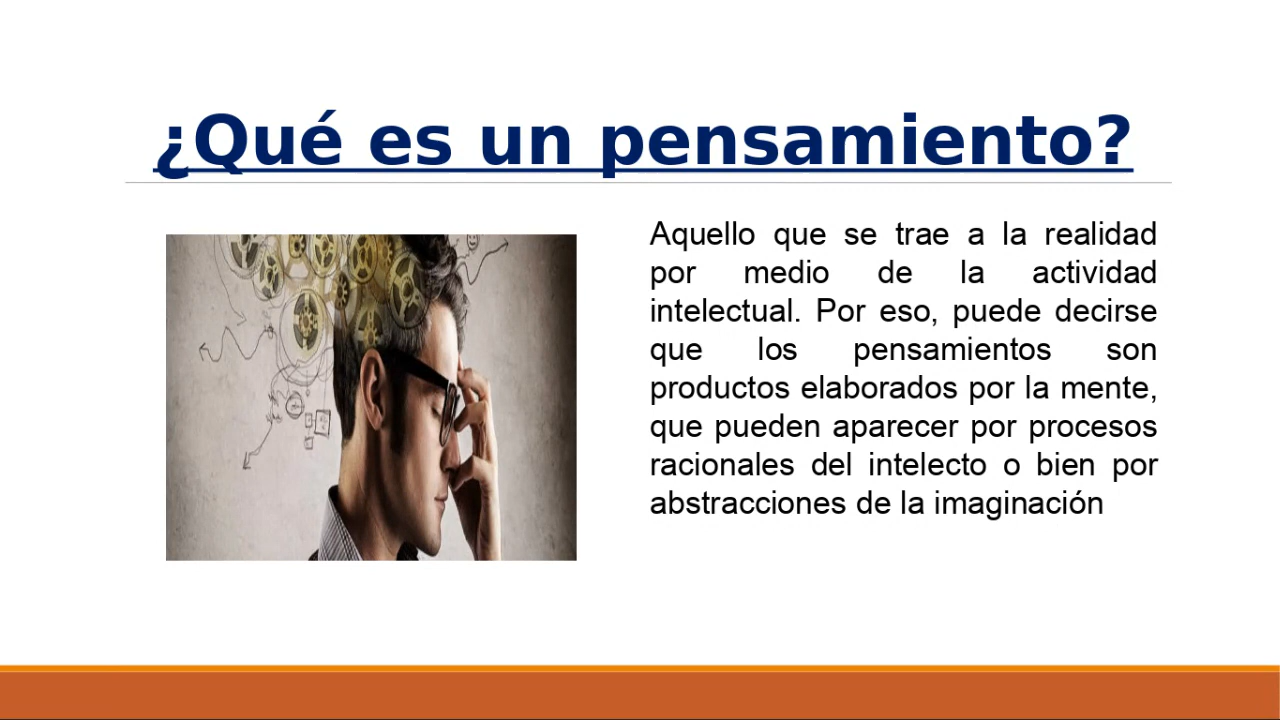 ¿Qué es un pensamiento?
Aquello que se trae a la realidad
por medio de la actividad
intelectual. Por eso, puede decirse
que los pensamientos son
productos elaborados por la mente,
que pueden aparecer por procesos
racionales del intelecto o bien por
abstracciones de la imaginación